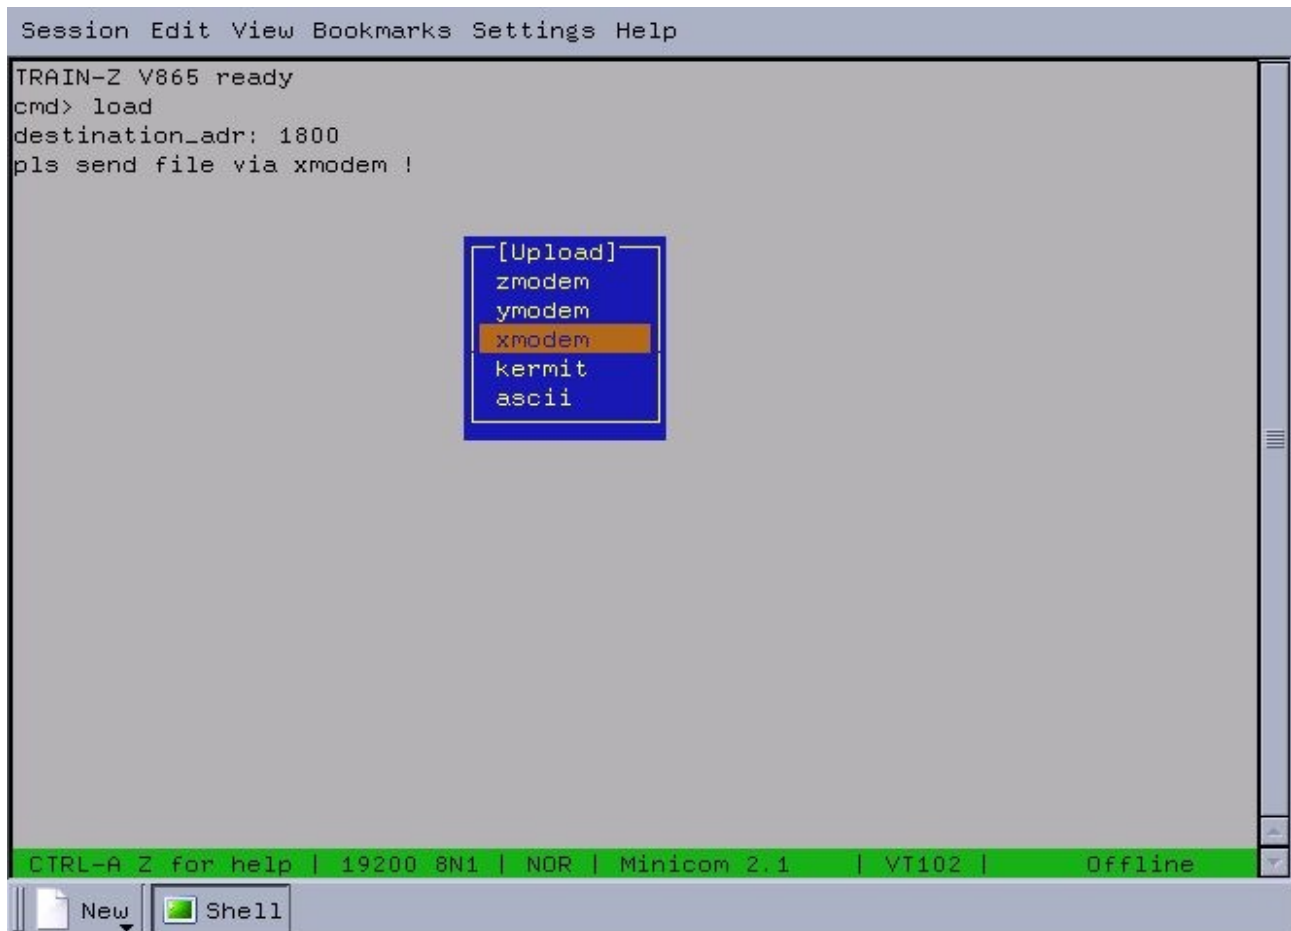 Session Edit View Bookmarks Settings Help
TRAIN-Z V865 ready
cmd> load
destination_adr: 1800
pls send file via xmodem !
[Upload]
zmodem
ymodem
xmodem
kermit
ascii
CTRL-A Z for help | 19200 8N1 | NOR | Minicom 2.1 | VT102 | Offline
New Shell